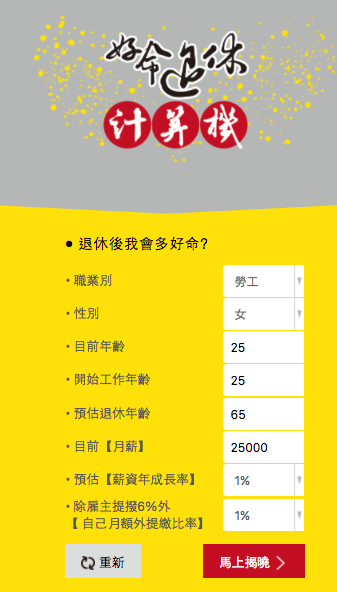 好命退休
計算機
● 退休後我會多好命?
• 職業別 勞工
• 性別 女
• 目前年齡 25
• 開始工作年齡 25
• 預估退休年齡 65
• 目前【月薪】 25000
• 預估【薪資年成長率】 1%
• 除雇主提撥6%外
【 自己月額外提繳比率】 1%
重新 馬上揭曉